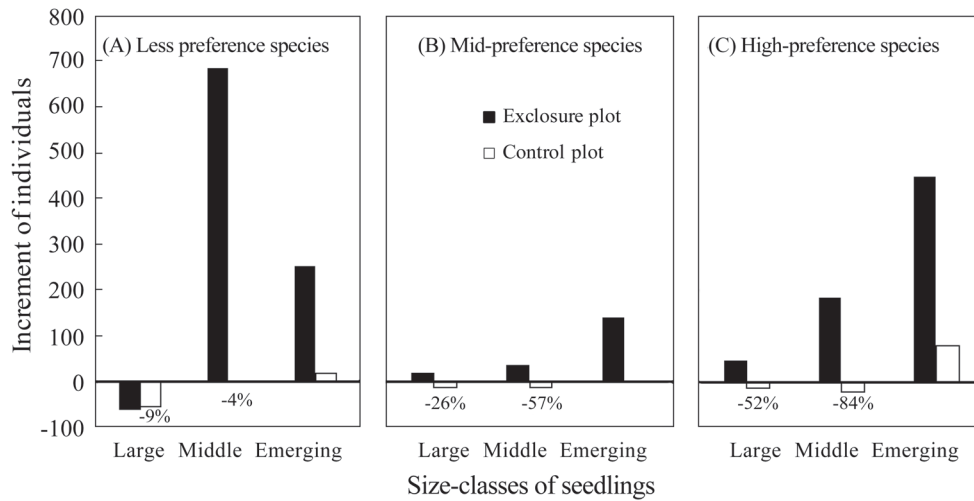 800
700
600
500
400
300
200
100
0
-100
Increment of individuals
(A) Less preference species
-9%
-4%
Large Middle Emerging
(B) Mid-preference species
Exclosure plot
Control plot
-26%
-57%
Large Middle Emerging
(C) High-preference species
-52%
-84%
Large Middle Emerging
Size-classes of seedlings